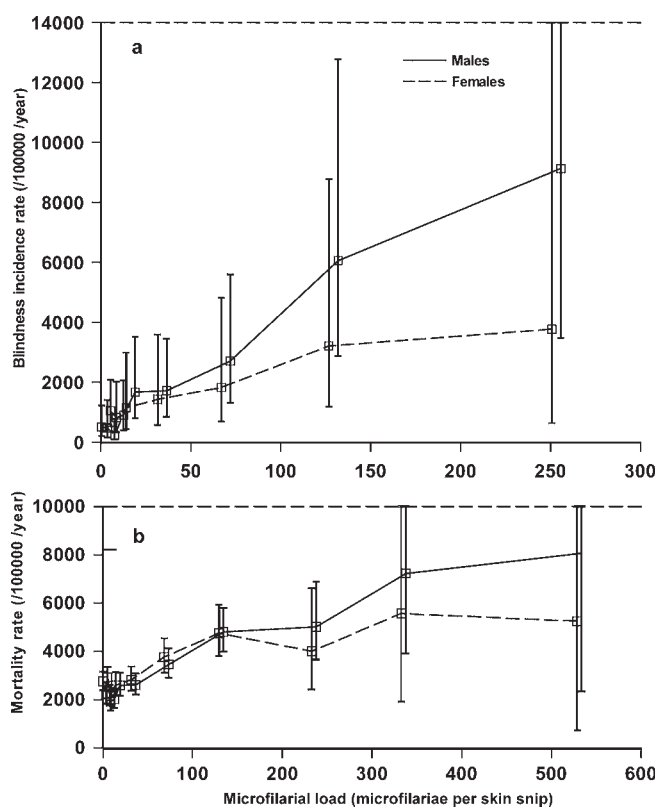 14000
12000
10000
8000
6000
4000
2000
0
Blindness incidence rate (/100000 /year)
a
Males
Females
0 50 100 150 200 250 300
10000
8000
6000
4000
2000
0
Mortality rate (/100000 /year)
b
0 100 200 300 400 500 600
Microfilarial load (microfilariae per skin snip)